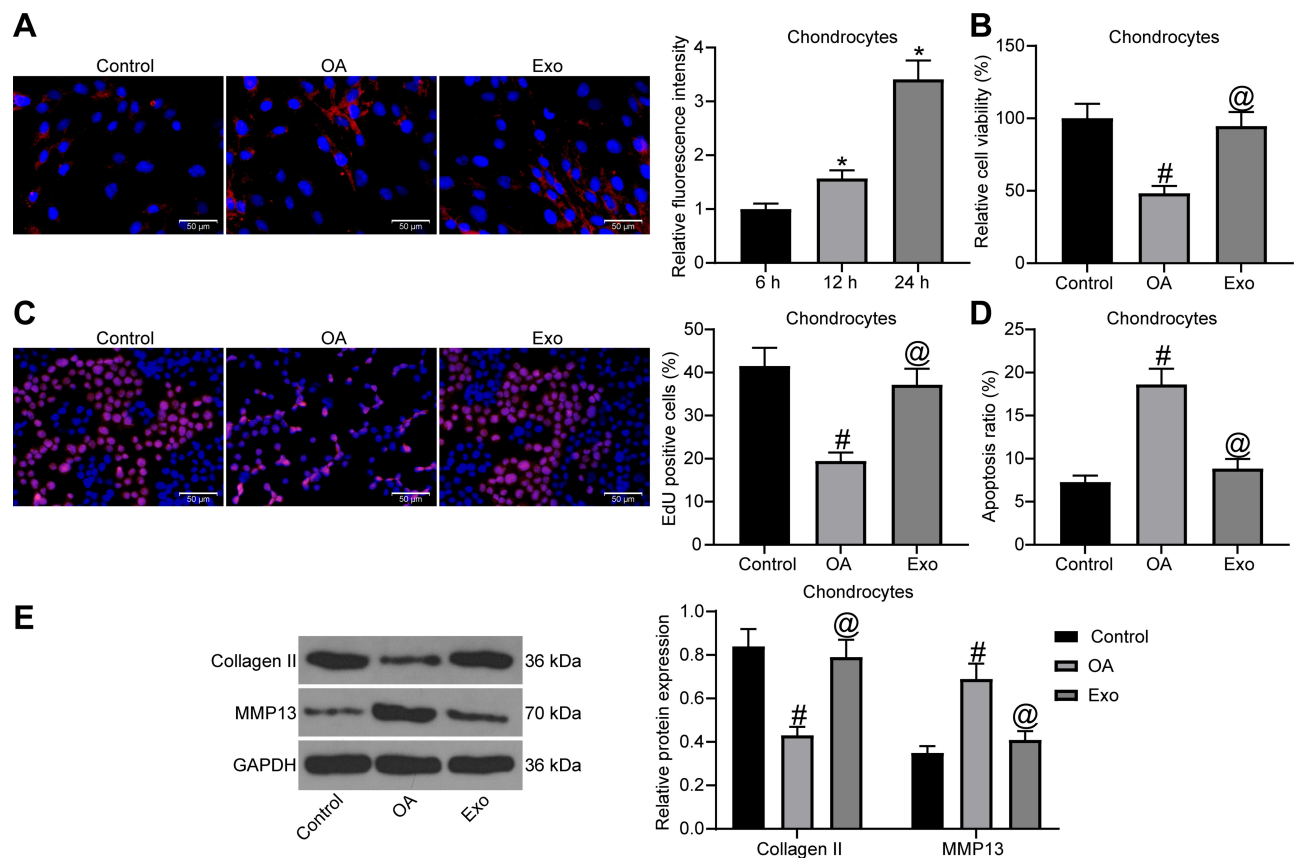 A
Control
OA
Exo
50 μm
50 μm
50 μm
Chondrocytes
Relative fluorescence intensity
4
3
2
1
0
*
*
6 h
12 h
24 h
B
Chondrocytes
Relative cell viability (%)
150
100
50
0
#
@
Control
OA
Exo
C
Control
OA
Exo
50 μm
50 μm
50 μm
Chondrocytes
EdU positive cells (%)
50
40
30
20
10
0
#
@
Control
OA
Exo
D
Chondrocytes
Apoptosis ratio (%)
25
20
15
10
5
0
#
@
Control
OA
Exo
E
Collagen II
36 kDa
MMP13
70 kDa
GAPDH
36 kDa
Control
OA
Exo
Chondrocytes
Relative protein expression
1.0
0.8
0.6
0.4
0.2
0.0
#
@
#
@
Collagen II
MMP13
Control
OA
Exo